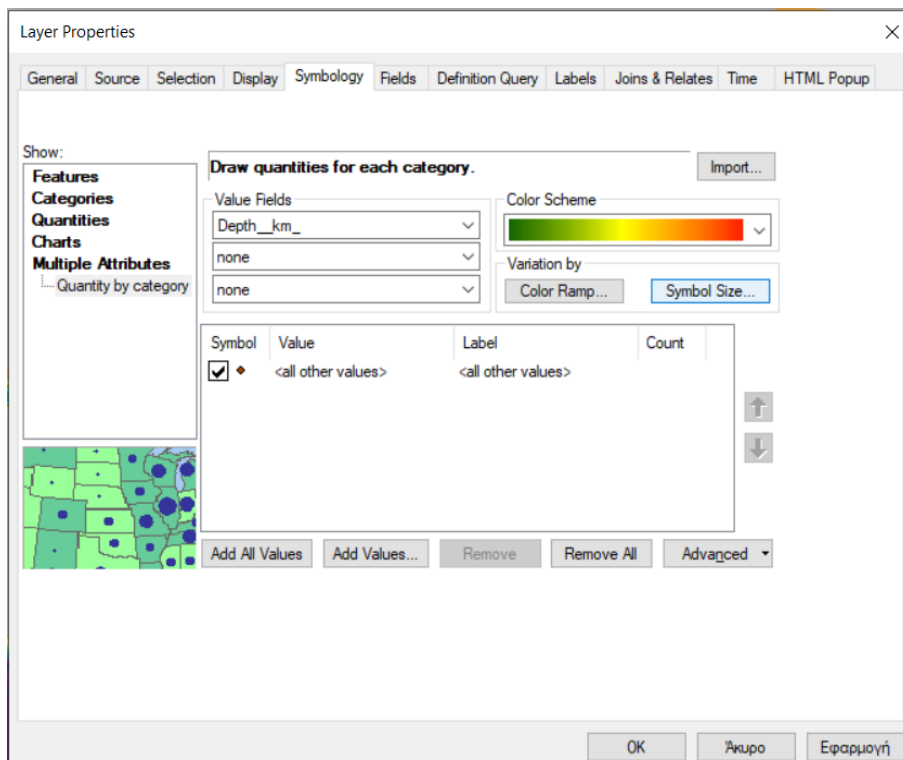 Layer Properties
General Source Selection Display Symbology Fields Definition Query Labels Joins & Relates Time HTML Popup
Show:
Features
Categories
Quantities
Charts
Multiple Attributes
Quantity by category
Draw quantities for each category.
Import...
Value Fields
Depth__km_
none
none
Color Scheme
Variation by
Color Ramp... Symbol Size...
Symbol Value Label Count
<all other values> <all other values>
Add All Values Add Values... Remove Remove All Advanced
OK Άκυρο Εφαρμογή